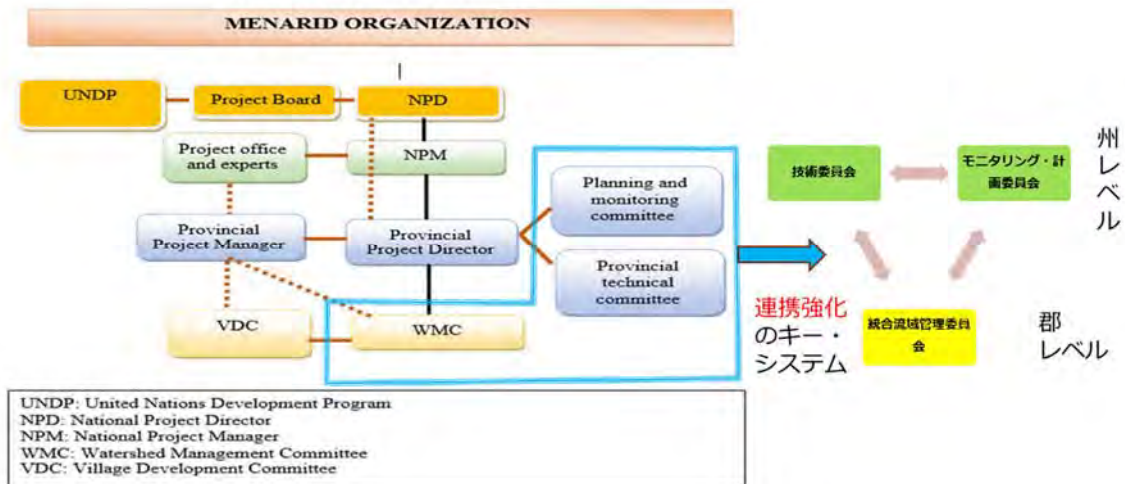 MENARID ORGANIZATION
UNDP
Project Board
NPD
Project office
and experts
NPM
Provincial
Project Manager
Provincial
Project Director
Planning and
monitoring
committee
Provincial
technical
committee
VDC
WMC
技術委員会
モニタリング・計
画委員会
州レベル
連携強化
のキー・
システム
統合流域管理委員
会
郡
レベル
UNDP: United Nations Development Program
NPD: National Project Director
NPM: National Project Manager
WMC: Watershed Management Committee
VDC: Village Development Committee